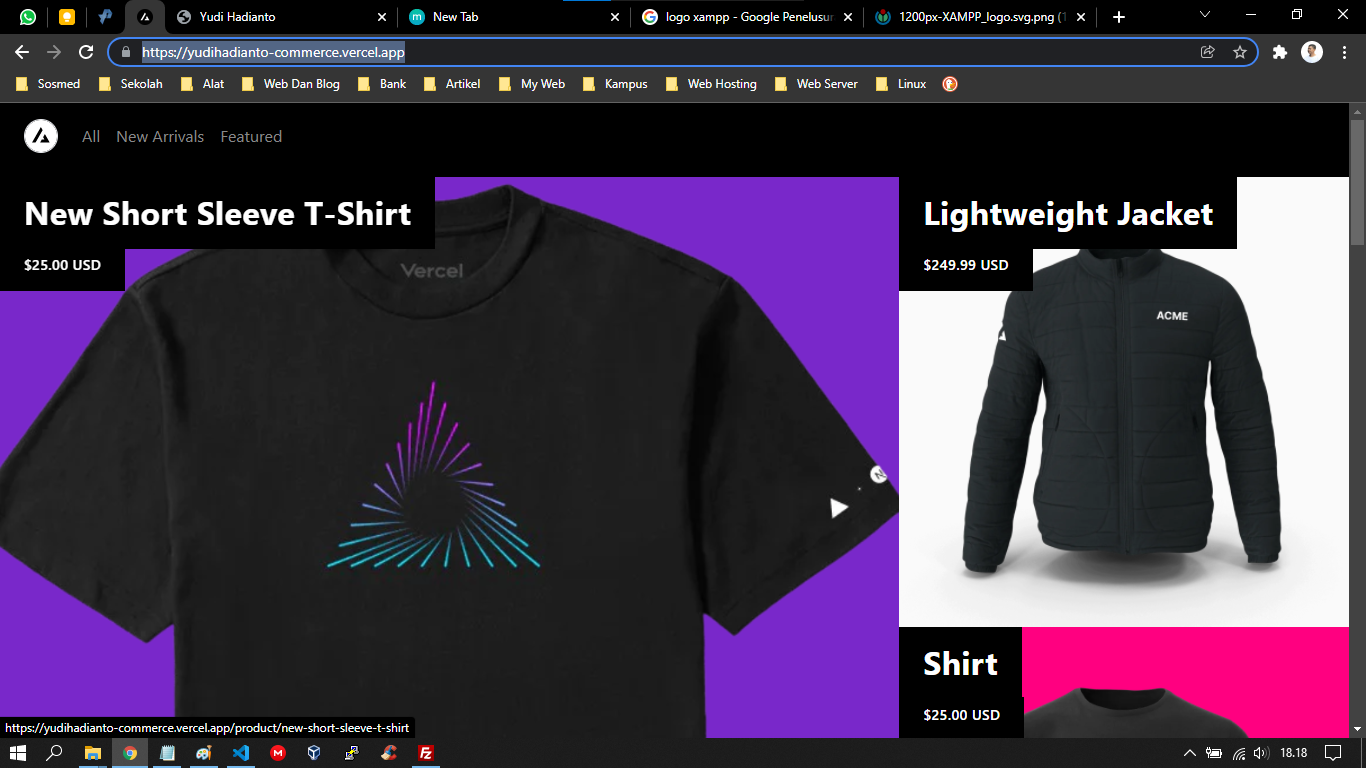 Yudi Hadianto
New Tab
logo xampp - Google Penelusur
1200px-XAMPP_logo.svg.png (1
https://yudihadianto-commerce.vercel.app
Sosmed
Sekolah
Alat
Web Dan Blog
Bank
Artikel
My Web
Kampus
Web Hosting
Web Server
Linux
All
New Arrivals
Featured
New Short Sleeve T-Shirt
$25.00 USD
Vercel
N
Lightweight Jacket
$249.99 USD
ACME
Shirt
$25.00 USD
https://yudihadianto-commerce.vercel.app/product/new-short-sleeve-t-shirt
18.18